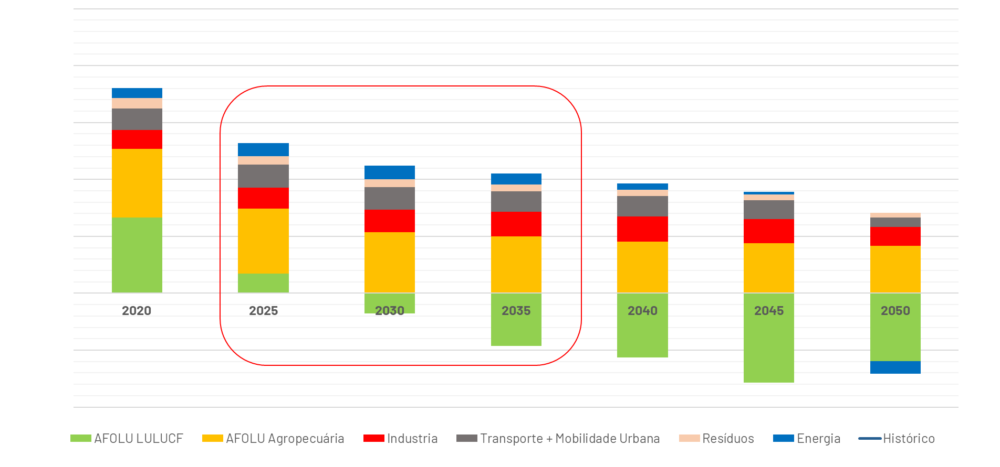 2020 2025 2030 2035 2040 2045 2050
AFOLU LULUCF AFOLU Agropecuária Industria Transporte + Mobilidade Urbana Resíduos Energia Histórico